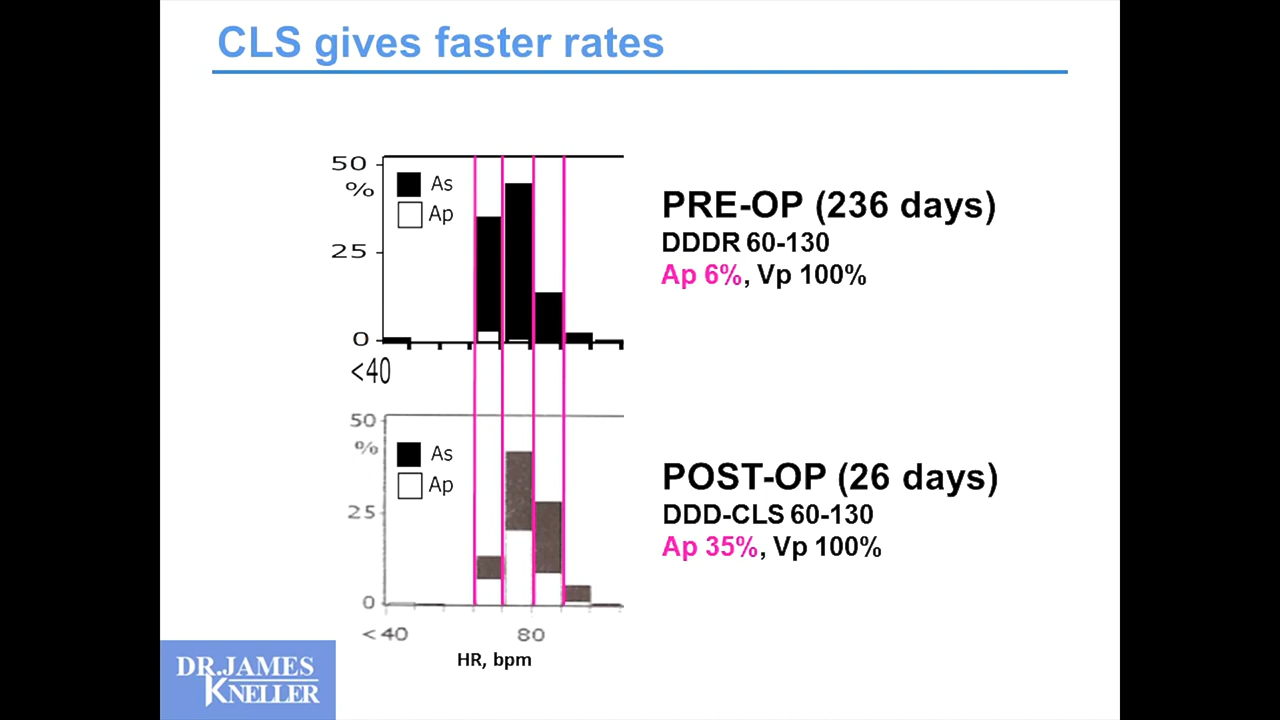 CLS gives faster rates
50
%
As
Ap
25
0
<40
PRE-OP (236 days)
DDDR 60-130
Ap 6%, Vp 100%
50
%
As
Ap
25
0
<40
80
HR, bpm
POST-OP (26 days)
DDD-CLS 60-130
Ap 35%, Vp 100%
DR.JAMES
KNELLER